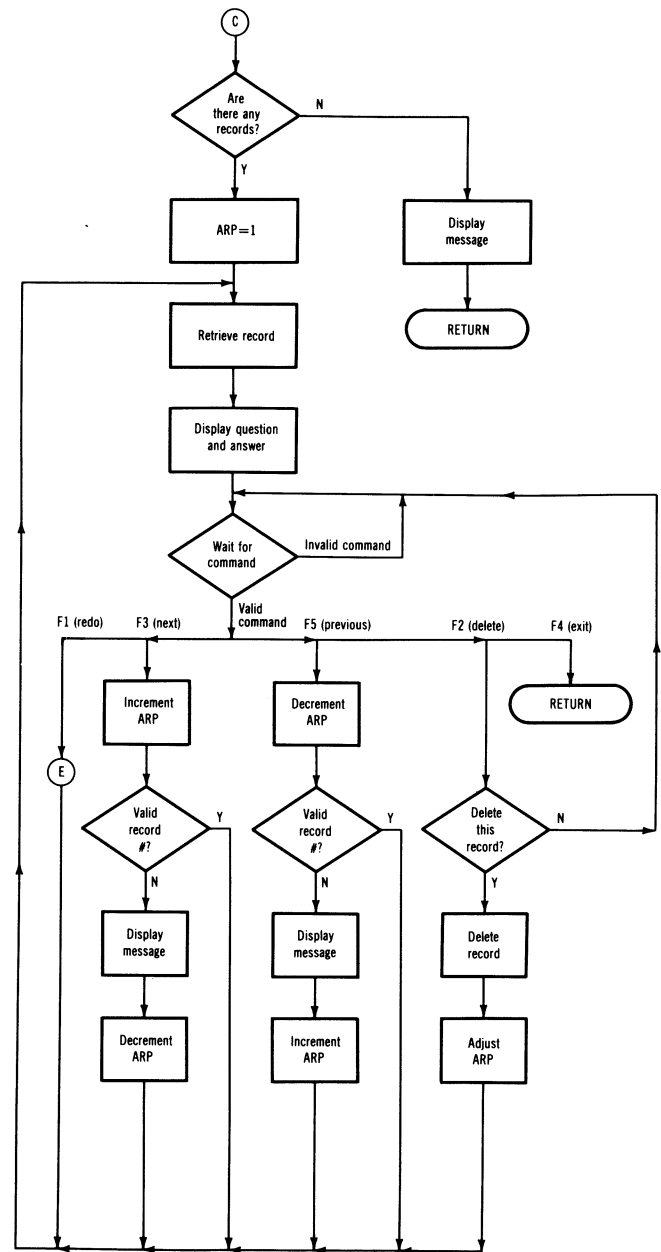 C
Are
there any
records?
N
Y
ARP=1
Display
message
RETURN
Retrieve record
Display question
and answer
Wait for
command
Invalid command
Valid
command
F1 (redo)
F3 (next)
F5 (previous)
F2 (delete)
F4 (exit)
Increment
ARP
Decrement
ARP
RETURN
E
Valid
record
#?
Y
N
Valid
record
#?
Y
N
Delete
this
record?
N
Y
Display
message
Display
message
Delete
record
Decrement
ARP
Increment
ARP
Adjust
ARP